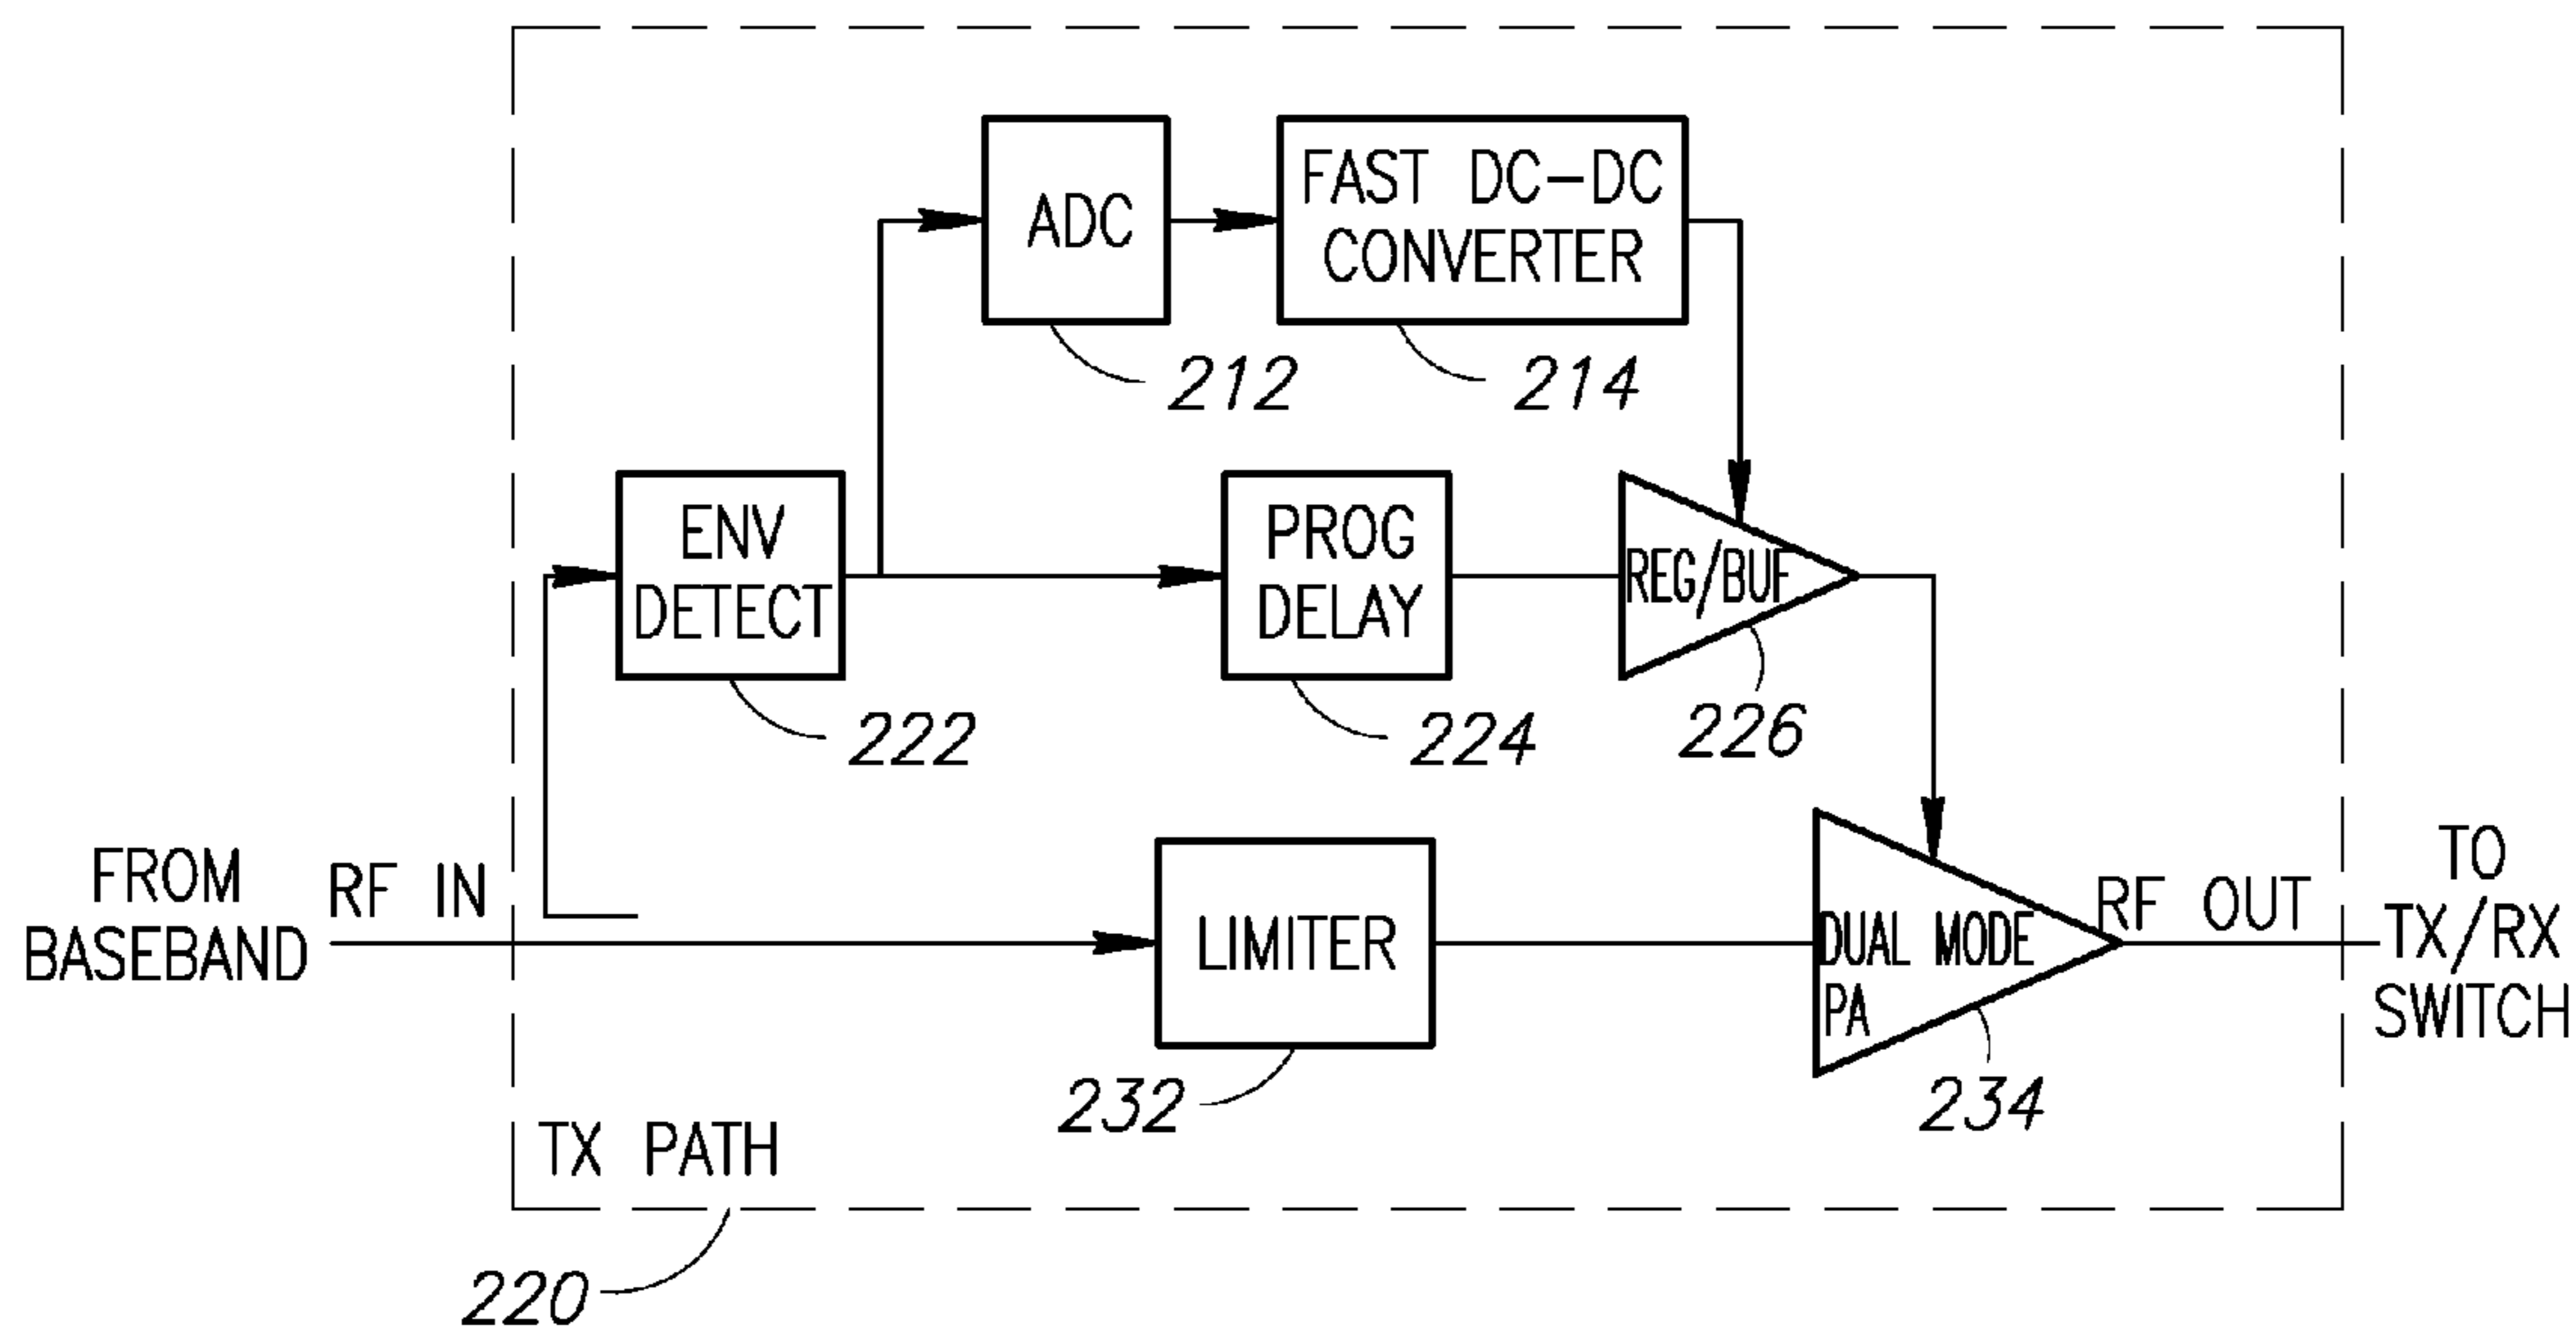 ADC
FAST DC-DC
CONVERTER
212
214
ENV
DETECT
PROG
DELAY
REG/BUF
222
224
226
FROM
BASEBAND
RF IN
LIMITER
DUAL MODE
PA
RF OUT
TO
TX/RX
SWITCH
232
234
TX PATH
220